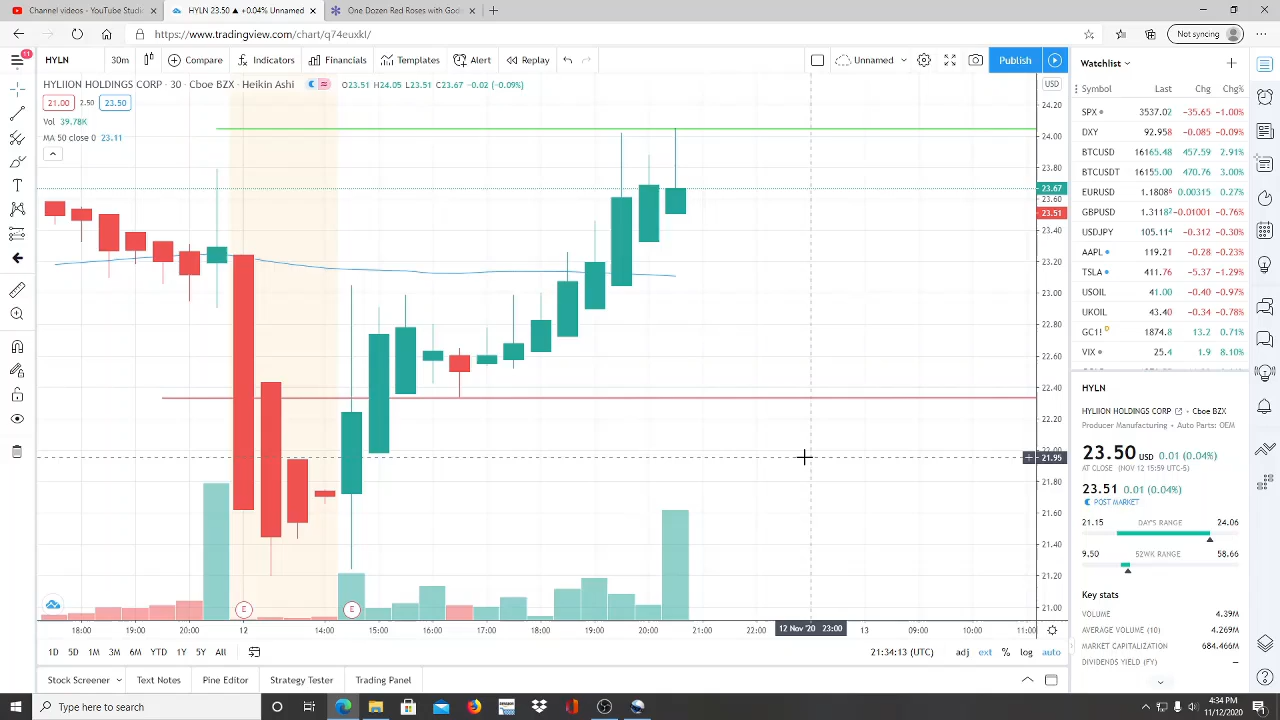 Channel videos - YouTube Studio
HYLN 23.50 ▲ +0.04% Unnamed
One Dozen Red Roses with God
https://www.tradingview.com/chart/q74euxkl/
Not syncing
11
HYLN
30m
Compare
Indicators
Financials
Templates
Alert
Replay
Unnamed
Publish
HYLIION HOLDINGS CORP · 30 · Cboe BZX · Heikin Ashi
O23.51 H24.05 L23.51 C23.67 −0.02 (−0.09%)
21.00 2.50 23.50
Vol 39.78K
MA 50 close 0 23.11
USD
24.20
24.00
23.80
23.67
23.60
23.51
23.40
23.20
23.00
22.80
22.60
22.40
22.20
22.00
21.95
21.80
21.60
21.40
21.20
21.00
E
E
18:00 19:00 20:00 12 14:00 15:00 16:00 17:00 18:00 19:00 20:00 21:00 22:00 12 Nov '20 23:00 13 09:00 10:00 11:00
1D 5D 1M 3M 6M YTD 1Y 5Y All
21:34:13 (UTC) adj ext % log auto
Stock Screener Text Notes Pine Editor Strategy Tester Trading Panel
Watchlist
Symbol Last Chg Chg%
SPX 3537.02 −35.65 −1.00%
DXY 92.958 −0.085 −0.09%
BTCUSD 16165.48 457.59 2.91%
BTCUSDT 16155.00 470.76 3.00%
EURUSD 1.18086 0.00315 0.27%
GBPUSD 1.31182 −0.01001 −0.76%
USDJPY 105.114 −0.312 −0.30%
AAPL 119.21 −0.28 −0.23%
TSLA 411.76 −5.37 −1.29%
USOIL 41.00 −0.40 −0.97%
UKOIL 43.40 −0.34 −0.78%
GC1! D 1874.8 13.2 0.71%
VIX 25.4 1.9 8.10%
HYLN
HYLIION HOLDINGS CORP · Cboe BZX
Producer Manufacturing · Auto Parts: OEM
23.50 USD 0.01 (0.04%)
AT CLOSE (NOV 12 15:59 UTC-5)
23.51 0.01 (0.04%)
POST MARKET
21.15 DAY'S RANGE 24.06
9.50 52WK RANGE 58.66
Key stats
VOLUME 4.39M
AVERAGE VOLUME (10) 4.269M
MARKET CAPITALIZATION 684.466M
DIVIDENDS YIELD (FY) —
Type here to search
4:34 PM
11/12/2020